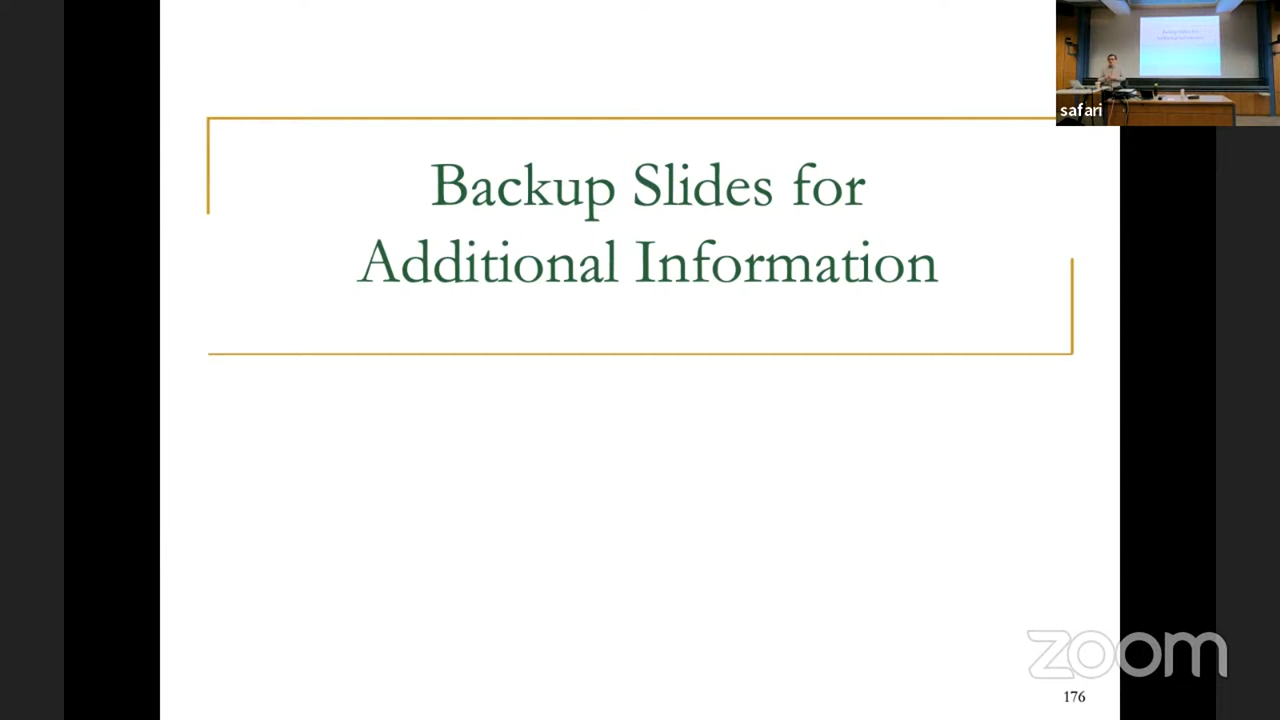 safari
Backup Slides for
Additional Information
zoom
176